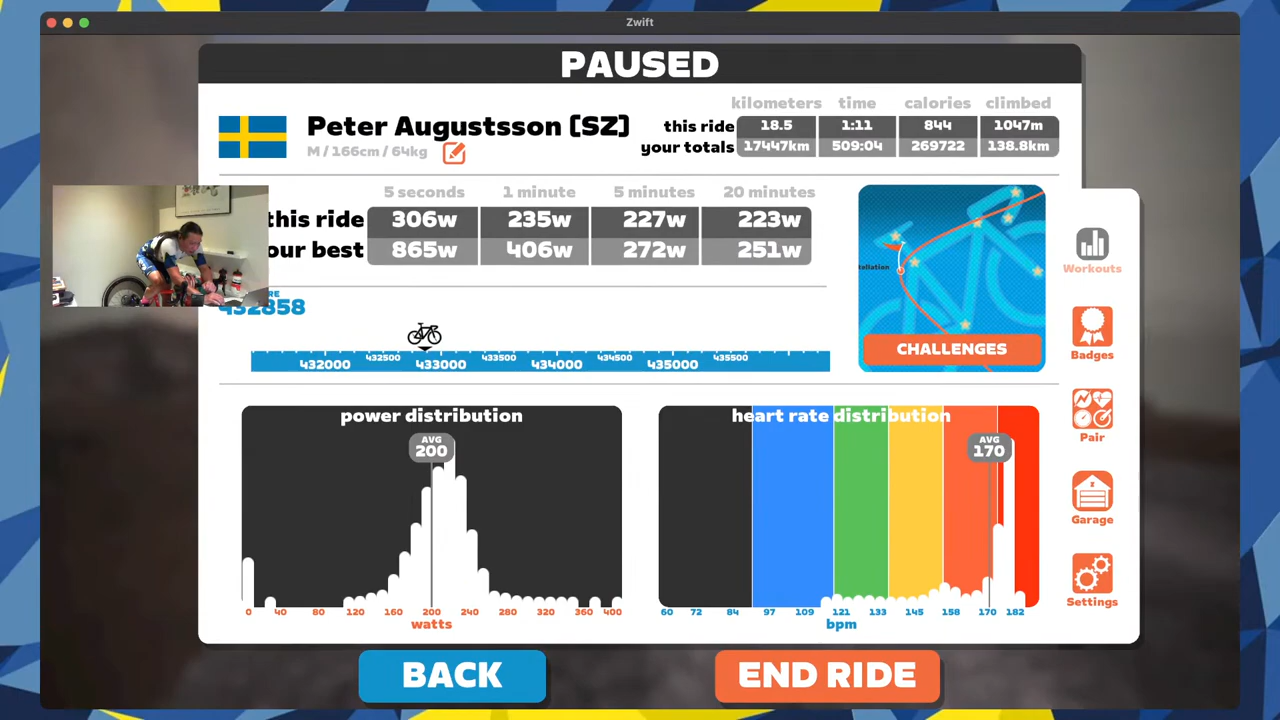 Zwift
PAUSED
kilometers time calories climbed
Peter Augustsson (SZ)
this ride 18.5 1:11 844 1047m
your totals 17447km 509:04 269722 138.8km
M / 166cm / 64kg
5 seconds 1 minute 5 minutes 20 minutes
this ride 306w 235w 227w 223w
our best 865w 406w 272w 251w
432858
432500 433500 434500 435500
432000 433000 434000 435000
CHALLENGES
Workouts
Badges
Pair
Garage
Settings
power distribution
AVG
200
0 40 80 120 160 200 240 280 320 360 400
watts
heart rate distribution
AVG
170
60 72 84 97 109 121 133 145 158 170 182
bpm
BACK
END RIDE